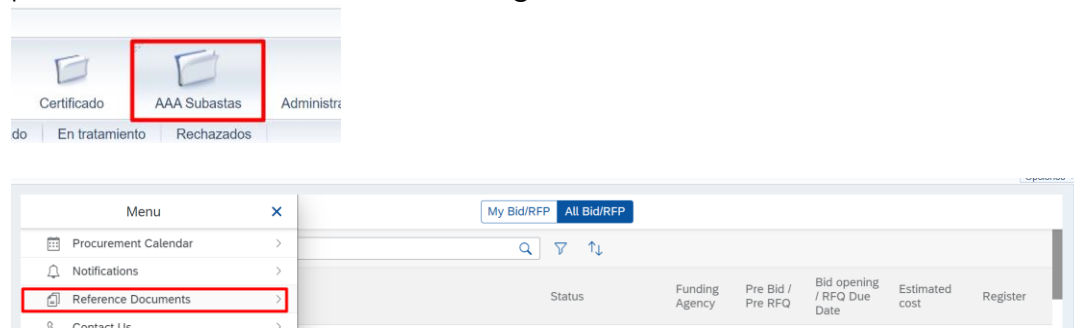 Certificado AAA Subastas Administra
do En tratamiento Rechazados
Menu
My Bid/RFP All Bid/RFP
Procurement Calendar
Notifications
Reference Documents
Status
Funding Agency
Pre Bid / Pre RFQ
Bid opening / RFQ Due Date
Estimated cost
Register
Contact Us